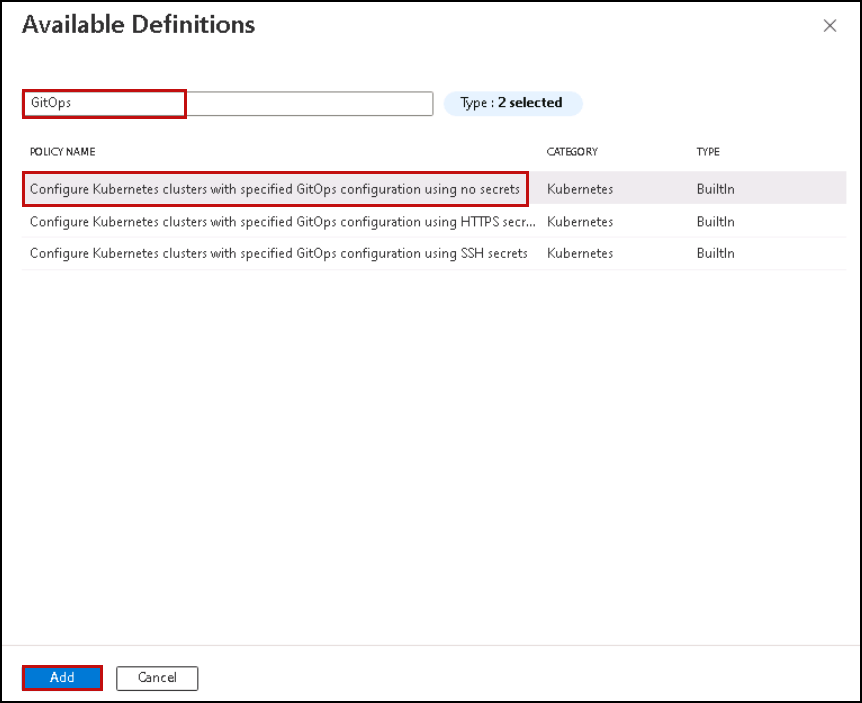 Available Definitions
GitOps
Type : 2 selected
POLICY NAME CATEGORY TYPE
Configure Kubernetes clusters with specified GitOps configuration using no secrets Kubernetes BuiltIn
Configure Kubernetes clusters with specified GitOps configuration using HTTPS secr... Kubernetes BuiltIn
Configure Kubernetes clusters with specified GitOps configuration using SSH secrets Kubernetes BuiltIn
Add Cancel